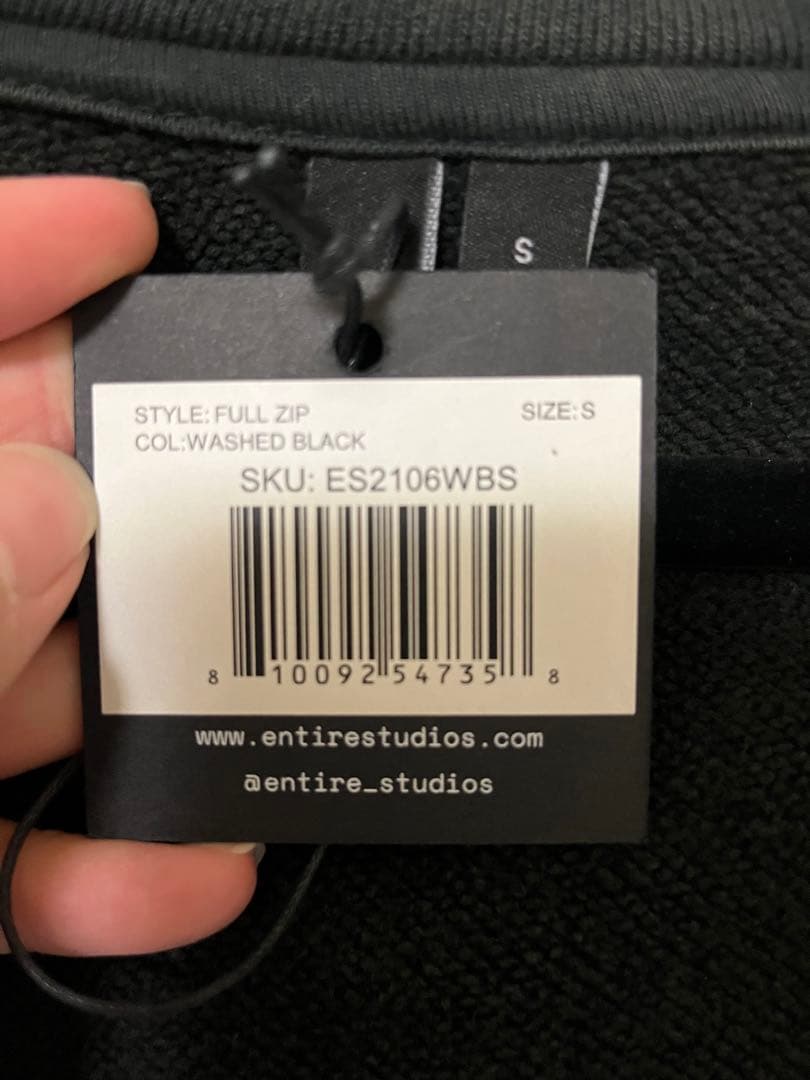 S
STYLE: FULL ZIP
SIZE: S
COL:WASHED BLACK
SKU: ES2106WBS
8 10092 54735 8
www.entirestudios.com
@entire_studios